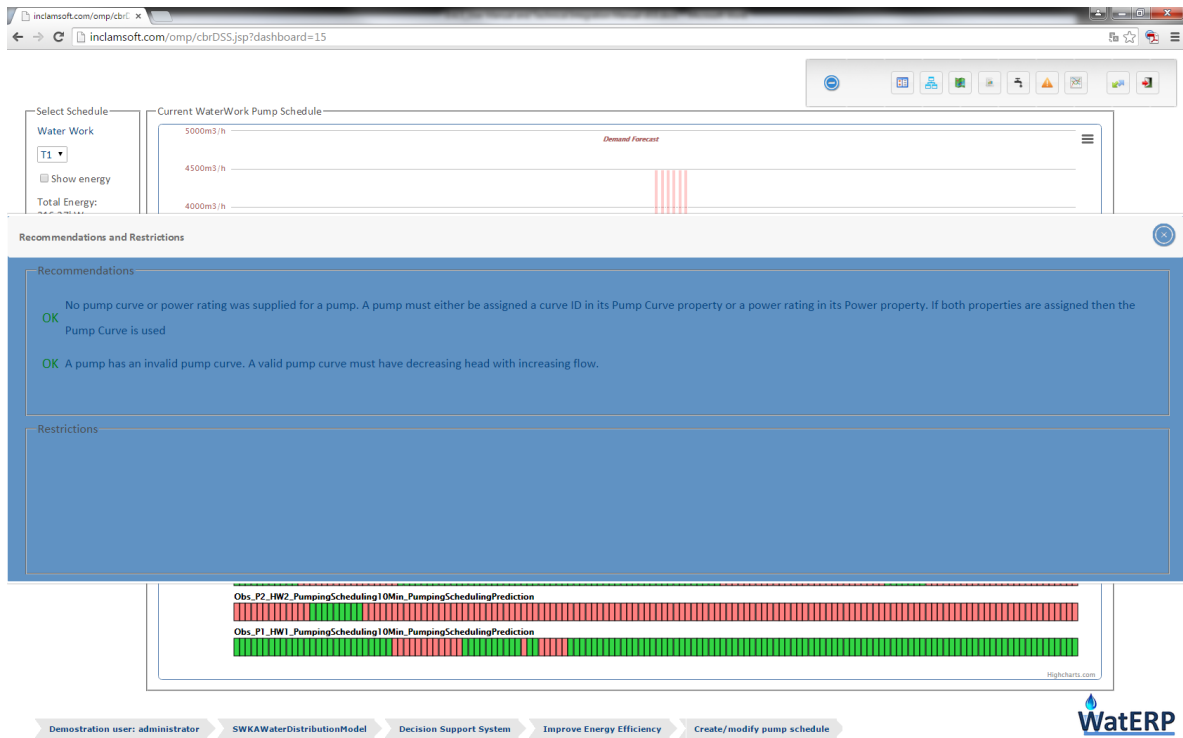 inclamsoft.com/omp/cbrD
inclamsoft.com/omp/cbrDSS.jsp?dashboard=15
Select Schedule
Current WaterWork Pump Schedule
Water Work
T1
Show energy
Total Energy:
5000m3/h
Demand Forecast
4500m3/h
4000m3/h
Recommendations and Restrictions
Recommendations
No pump curve or power rating was supplied for a pump. A pump must either be assigned a curve ID in its Pump Curve property or a power rating in its Power property. If both properties are assigned then the
OK
Pump Curve is used
OK A pump has an invalid pump curve. A valid pump curve must have decreasing head with increasing flow.
Restrictions
Obs_P2_HW2_PumpingScheduling10Min_PumpingSchedulingPrediction
Obs_P1_HW1_PumpingScheduling10Min_PumpingSchedulingPrediction
Highcharts.com
WatERP
Demostration user: administrator
SWKAWaterDistributionModel
Decision Support System
Improve Energy Efficiency
Create/modify pump schedule